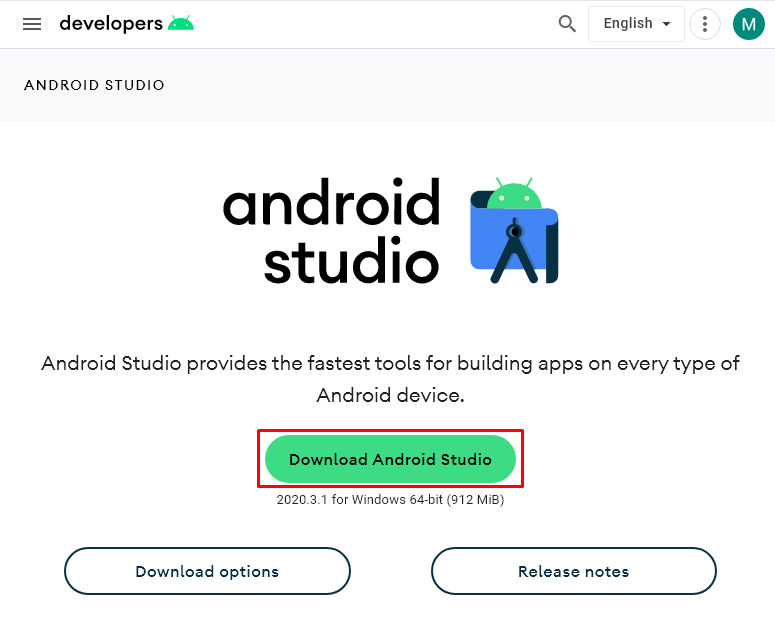 developers
English
M
ANDROID STUDIO
android
studio
Android Studio provides the fastest tools for building apps on every type of
Android device.
Download Android Studio
2020.3.1 for Windows 64-bit (912 MiB)
Download options
Release notes